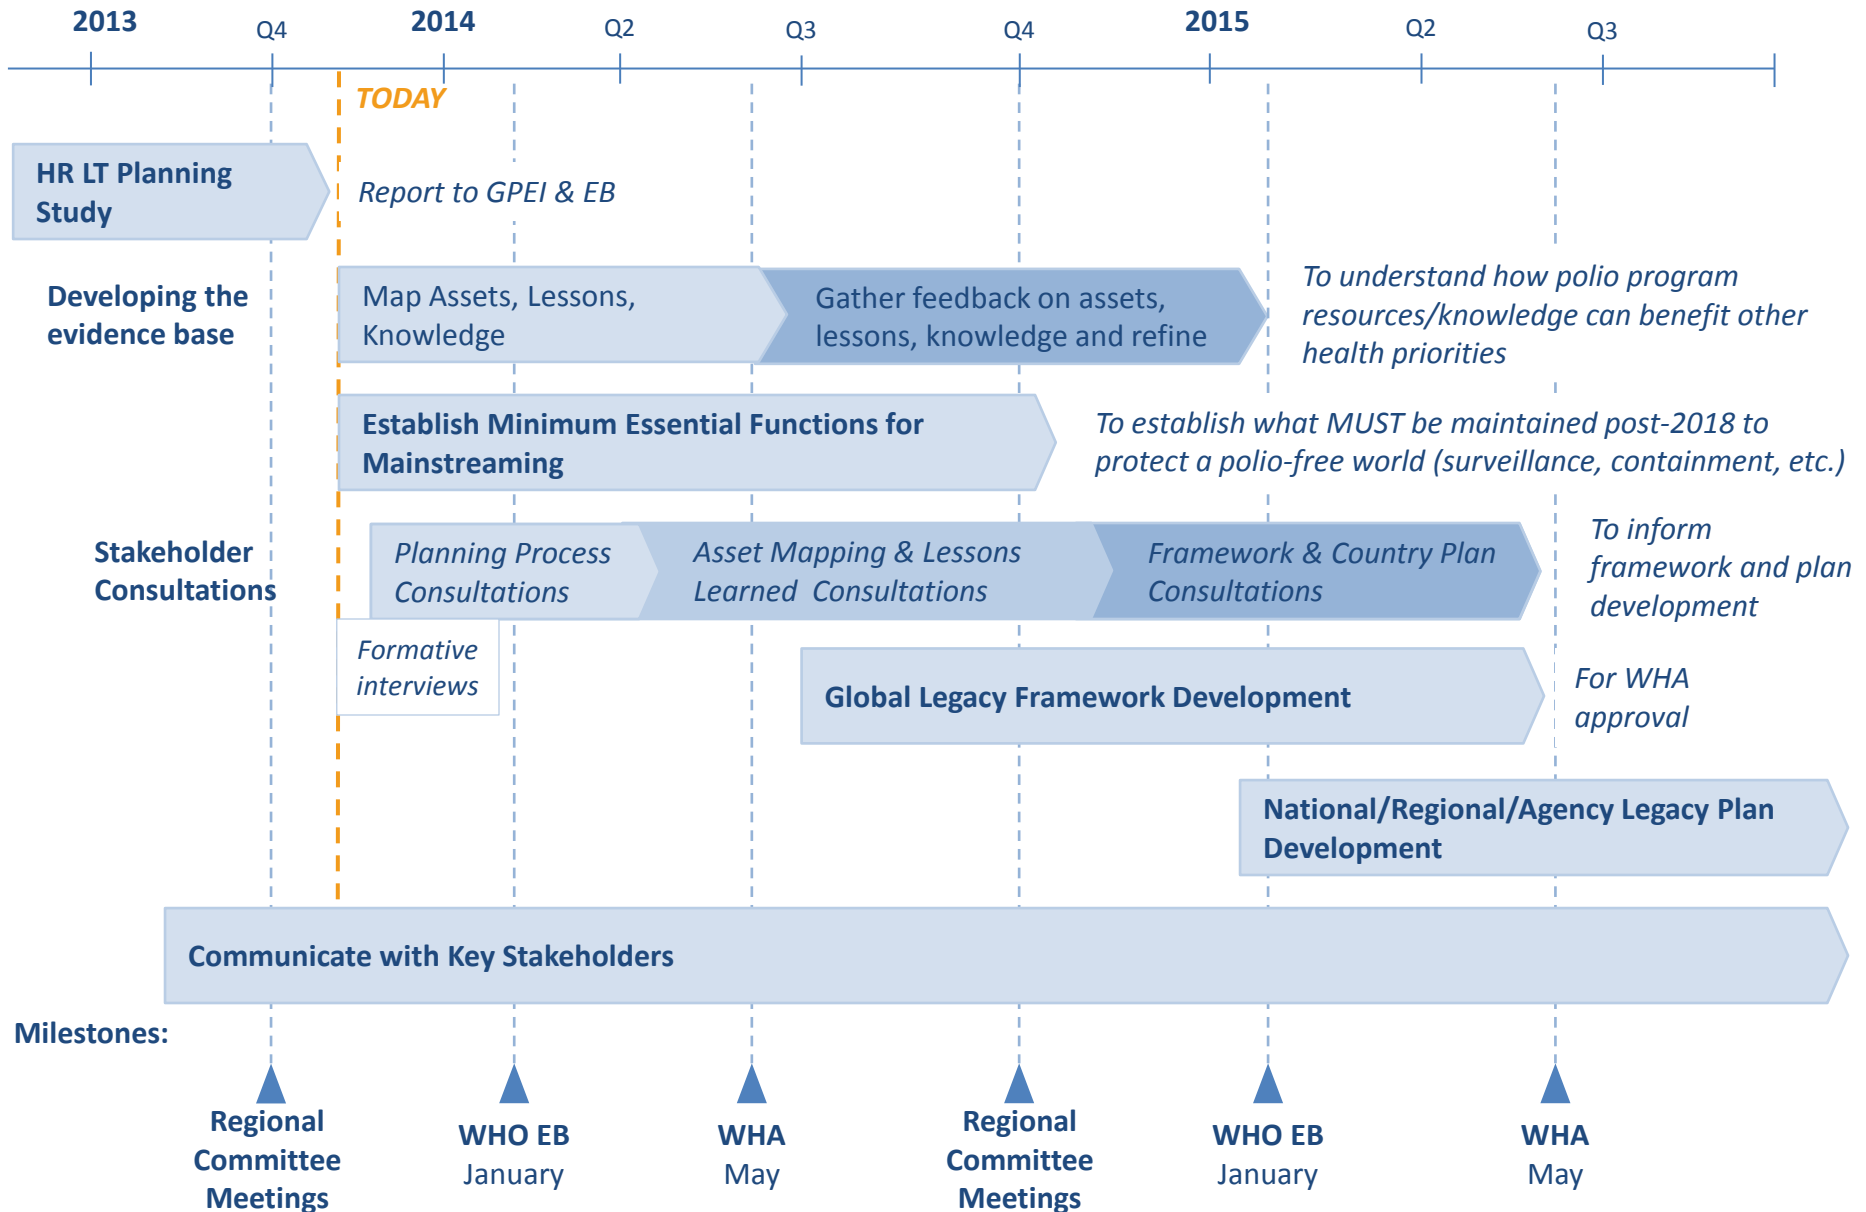 2013
Q4
2014
Q2
Q3
Q4
2015
Q2
Q3
TODAY
HR LT Planning
Study
Report to GPEI & EB
Developing the
evidence base
Map Assets, Lessons,
Knowledge
Gather feedback on assets,
lessons, knowledge and refine
To understand how polio program
resources/knowledge can benefit other
health priorities
Establish Minimum Essential Functions for
Mainstreaming
To establish what MUST be maintained post-2018 to
protect a polio-free world (surveillance, containment, etc.)
Stakeholder
Consultations
Planning Process
Consultations
Asset Mapping & Lessons
Learned Consultations
Framework & Country Plan
Consultations
To inform
framework and plan
development
Formative
interviews
Global Legacy Framework Development
For WHA
approval
National/Regional/Agency Legacy Plan
Development
Communicate with Key Stakeholders
Milestones:
Regional
Committee
Meetings
WHO EB
January
WHA
May
Regional
Committee
Meetings
WHO EB
January
WHA
May